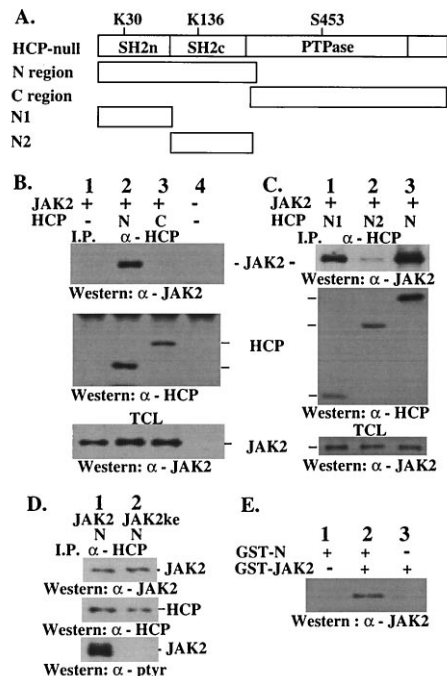 A.
K30 K136 S453
HCP-null SH2n SH2c PTPase
N region
C region
N1
N2
B. 1 2 3 4
JAK2 + + + -
HCP - N C -
I.P. α - HCP
- JAK2 -
Western: α - JAK2
HCP
Western: α - HCP
TCL
JAK2
Western: α - JAK2
C. 1 2 3
JAK2 + + +
HCP N1 N2 N
I.P. α - HCP
Western: α - JAK2
Western: α - HCP
TCL
Western: α - JAK2
D. 1 2
JAK2 JAK2ke
N N
I.P. α - HCP
-JAK2
Western: α - JAK2
-HCP
Western: α - HCP
-JAK2
Western: α - ptyr
E. 1 2 3
GST-N + + -
GST-JAK2 - + +
Western : α - JAK2